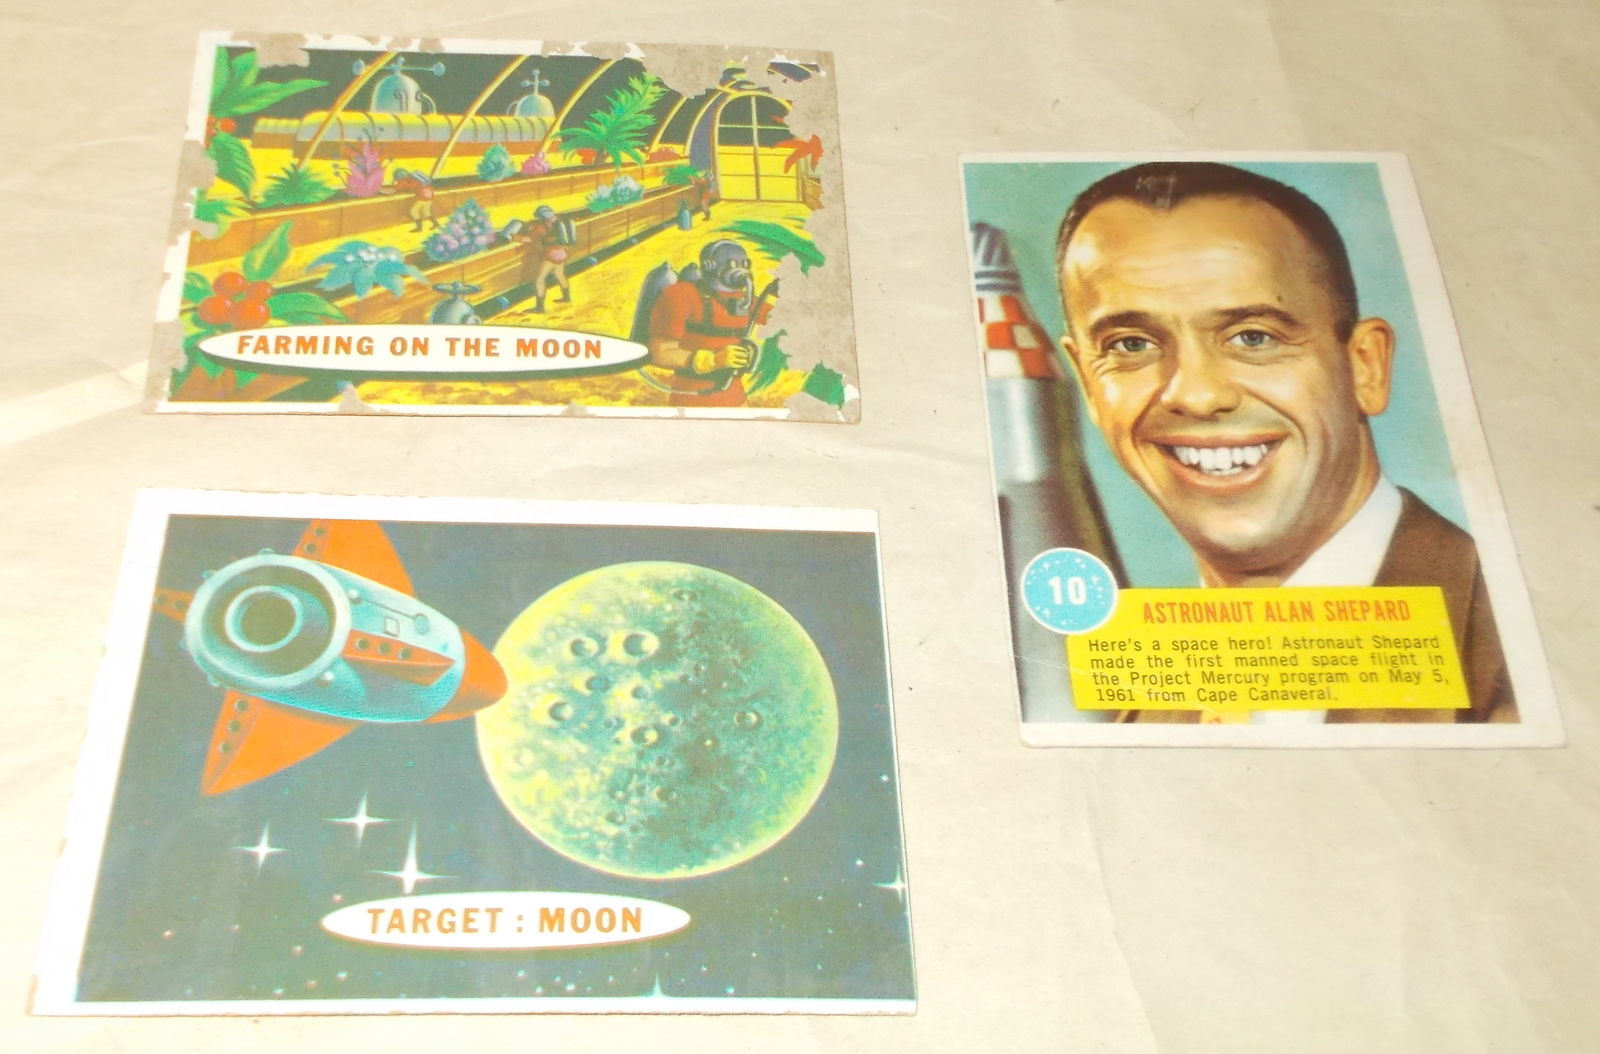 FARMING ON THE MOON
TARGET : MOON
10
ASTRONAUT ALAN SHEPARD
Here's a space hero! Astronaut Shepard
made the first manned space flight in
the Project Mercury program on May 5,
1961 from Cape Canaveral.